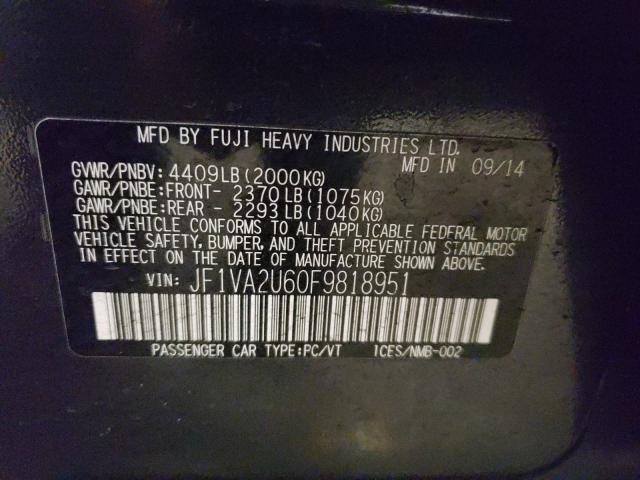 MFD BY FUJI HEAVY INDUSTRIES LTD.
MFD IN 09/14
GVWR/PNBV: 4409LB(2000KG)
GAWR/PNBE:FRONT- 2370LB(1075KG)
GAWR/PNBE:REAR - 2293LB(1040KG)
THIS VEHICLE CONFORMS TO ALL APPLICABLE FEDERAL MOTOR
VEHICLE SAFETY, BUMPER, AND THEFT PREVENTION STANDARDS
IN EFFECT ON THE DATE OF MANUFACTURE SHOWN ABOVE.
VIN: JF1VA2U60F9818951
PASSENGER CAR TYPE:PC/VT 1CES/NMB-002